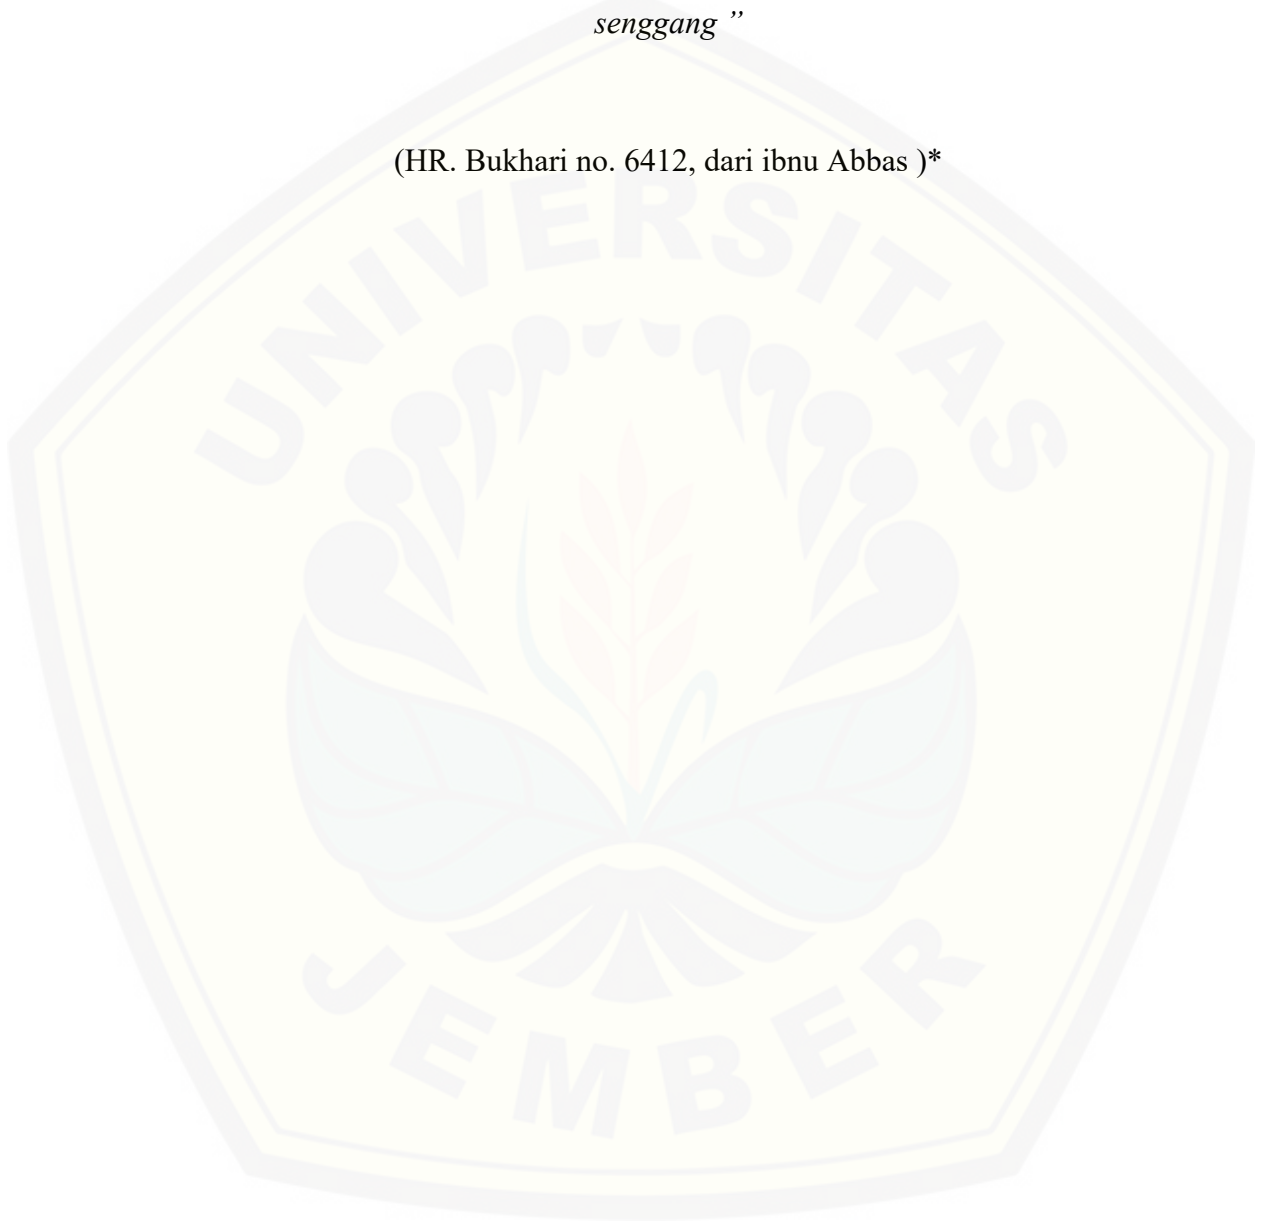 senggang ”
(HR. Bukhari no. 6412, dari ibnu Abbas )*
UNIVERSITAS
JEMBER